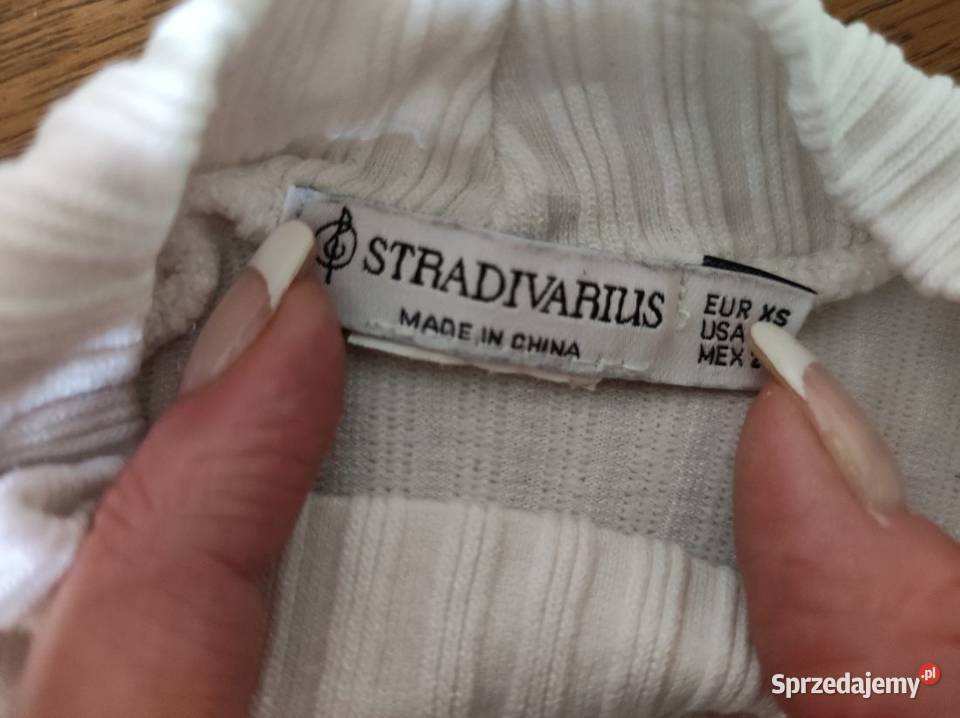 STRADIVARIUS
MADE IN CHINA
EUR XS
USA
MEX
Sprzedajemy.pl